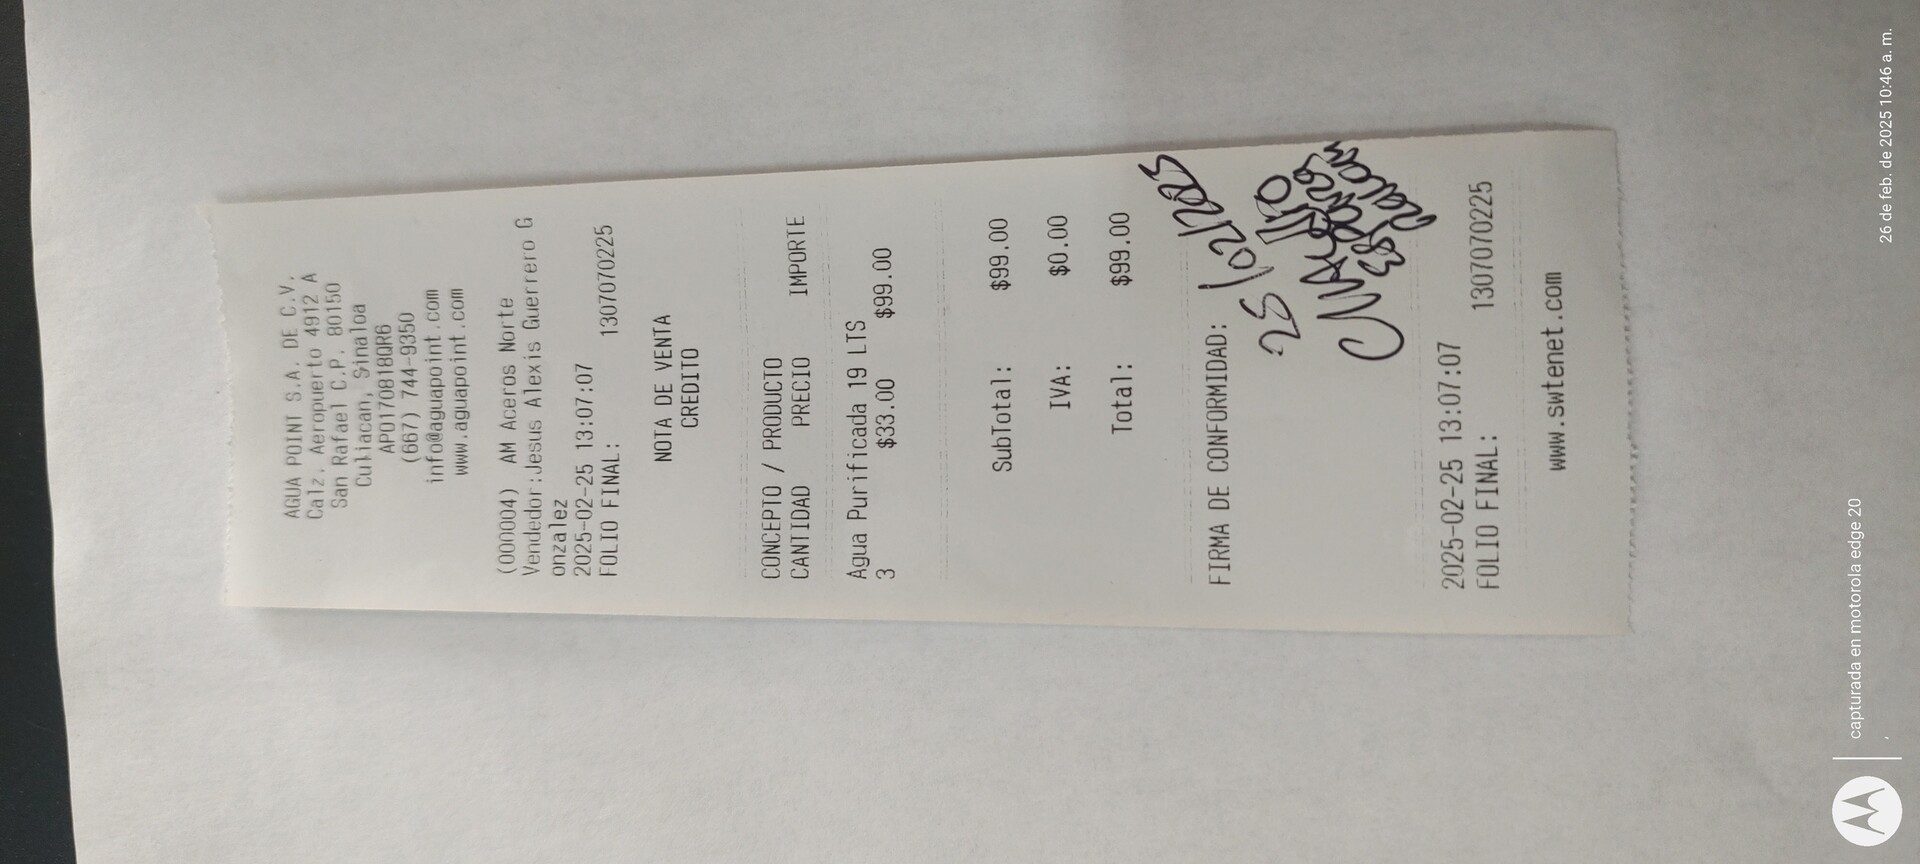 AGUA POINT S.A. DE C.V.
Calz. Aeropuerto 4912 A
San Rafael C.P. 80150
Culiacan, Sinaloa
APO170818QR6
(667) 744-9350
info@aguapoint.com
www.aguapoint.com
(000004) AM Aceros Norte
Vendedor:Jesus Alexis Guerrero G
onzalez
2025-02-25 13:07:07
FOLIO FINAL: 1307070225
NOTA DE VENTA
CREDITO
CONCEPTO / PRODUCTO
CANTIDAD PRECIO IMPORTE
Agua Purificada 19 LTS
3 $33.00 $99.00
SubTotal: $99.00
IVA: $0.00
Total: $99.00
FIRMA DE CONFORMIDAD:
25/02/2025
2025-02-25 13:07:07
FOLIO FINAL: 1307070225
www.swtenet.com
capturada en motorola edge 20
26 de feb. de 2025 10:46 a. m.